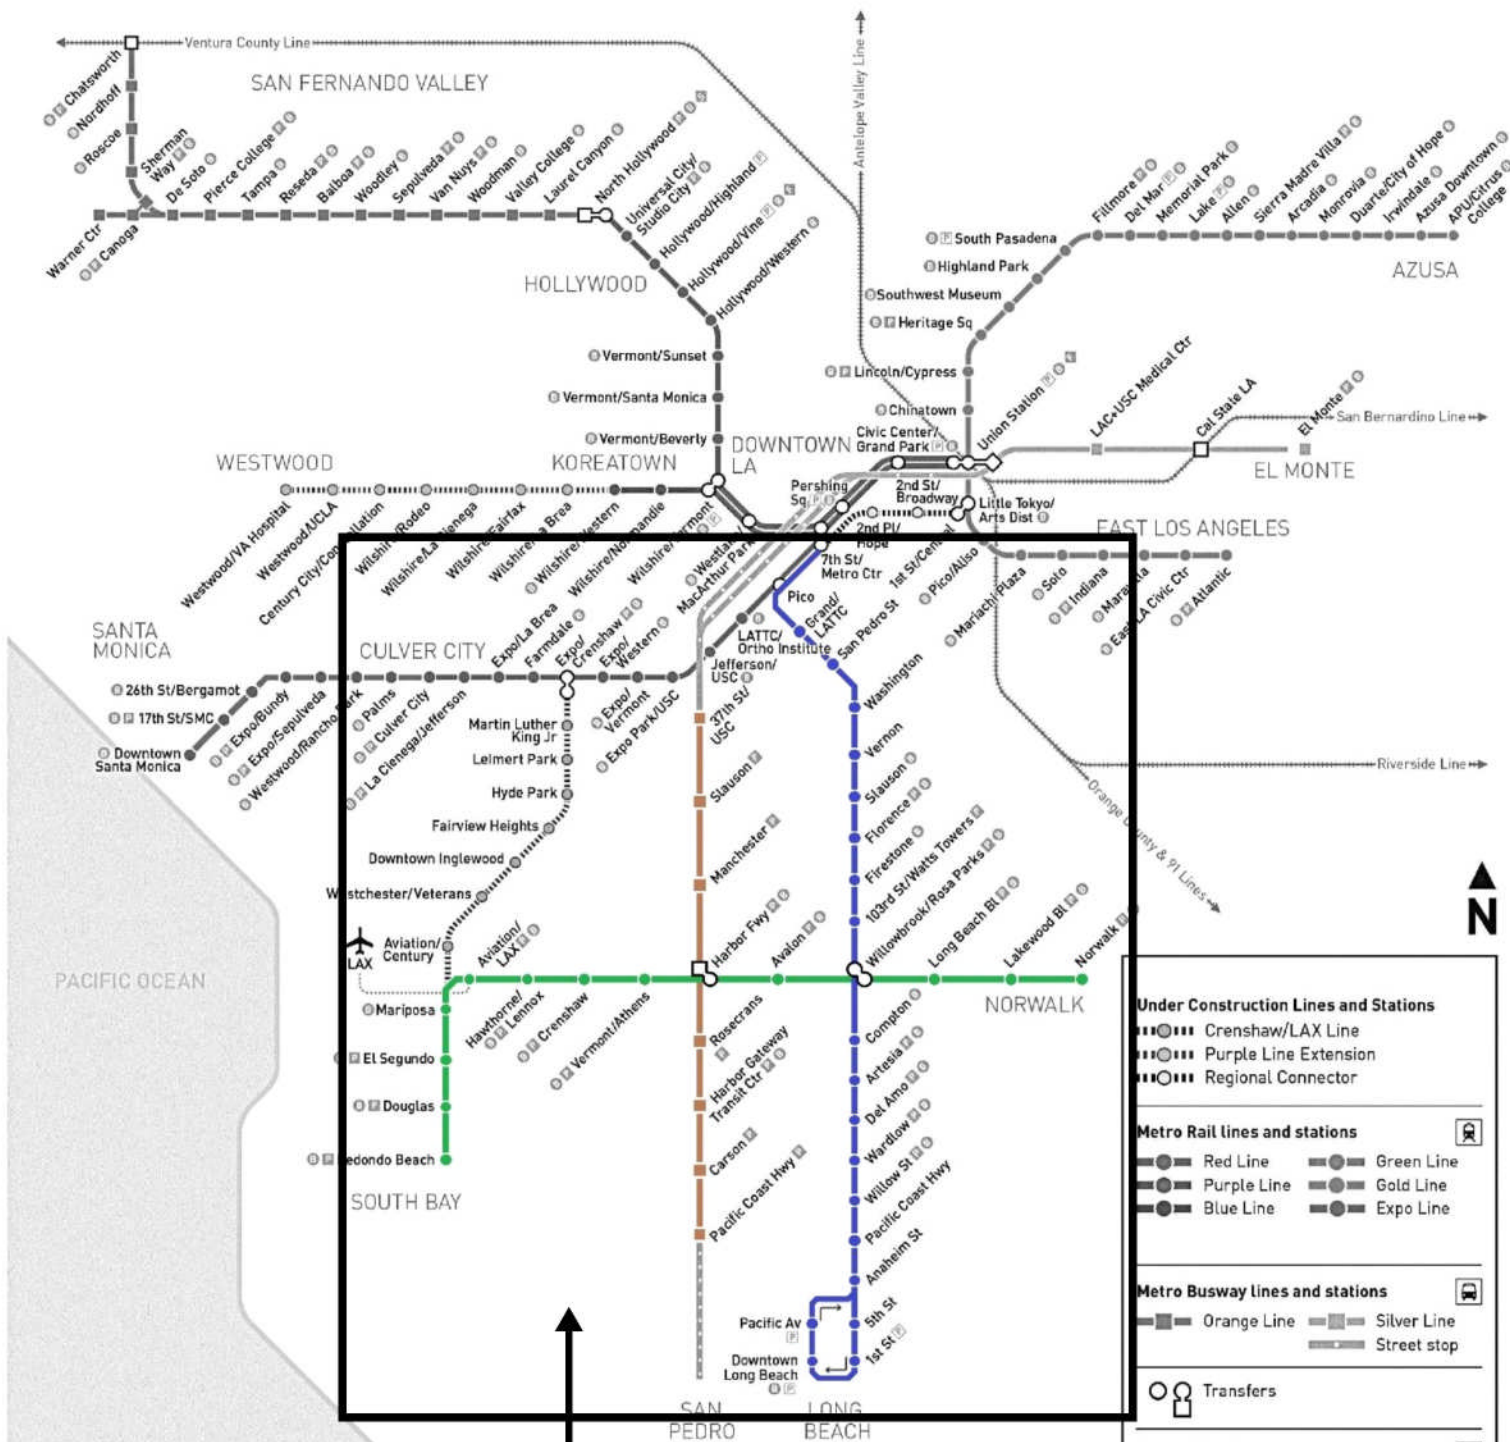 Ventura County Line
Antelope Valley Line
SAN FERNANDO VALLEY
Chatsworth
Nordhoff
Roscoe
Sherman
Way
De Soto
Pierce College
Tampa
Reseda
Balboa
Woodley
Sepulveda
Van Nuys
Woodman
Valley College
Laurel Canyon
North Hollywood
Universal City/
Studio City
Hollywood/Highland
Hollywood/Vine
Hollywood/Western
Warner Ctr
Canoga
HOLLYWOOD
Fillmore
Del Mar
Memorial Park
Lake
Allen
Sierra Madre Villa
Arcadia
Monrovia
Duarte/City of Hope
Irwindale
Azusa Downtown
APU/Citrus
College
South Pasadena
Highland Park
AZUSA
Southwest Museum
Heritage Sq
Lincoln/Cypress
Chinatown
Vermont/Sunset
Vermont/Santa Monica
Vermont/Beverly
DOWNTOWN
LA
Civic Center/
Grand Park
Union Station
LAC+USC Medical Ctr
Cal State LA
El Monte
San Bernardino Line
EL MONTE
WESTWOOD
KOREATOWN
Pershing
Sq
2nd St/
Broadway
Little Tokyo/
Arts Dist
2nd Pl/
Hope
1st St/Central
EAST LOS ANGELES
Westwood/VA Hospital
Westwood/UCLA
Century City/Constellation
Wilshire/Rodeo
Wilshire/La Cienega
Wilshire/Fairfax
Wilshire/La Brea
Wilshire/Western
Wilshire/Normandie
Wilshire/Vermont
Westlake/
MacArthur Park
7th St/
Metro Ctr
Pico
Grand/
LATTC
San Pedro St
Pico/Aliso
Mariachi Plaza
Soto
Indiana
Maravilla
East LA Civic Ctr
Atlantic
SANTA
MONICA
CULVER CITY
Expo/La Brea
Farmdale
Expo/
Crenshaw
Expo/
Western
LATTC/
Ortho Institute
Jefferson/
USC
Washington
26th St/Bergamot
17th St/SMC
Downtown
Santa Monica
Expo/Bundy
Expo/Sepulveda
Westwood/Rancho Park
Palms
Culver City
La Cienega/Jefferson
Expo/
Vermont
Expo Park/USC
37th St/
USC
Martin Luther
King Jr
Leimert Park
Hyde Park
Fairview Heights
Downtown Inglewood
Westchester/Veterans
Aviation/
Century
LAX
Slauson
Manchester
Harbor Fwy
Vernon
Slauson
Florence
Firestone
103rd St/Watts Towers
Willowbrook/Rosa Parks
Riverside Line
Orange County & 91 Lines
N
PACIFIC OCEAN
Aviation/
LAX
Avalon
Long Beach Bl
Lakewood Bl
Norwalk
Mariposa
El Segundo
Douglas
Redondo Beach
Hawthorne/
Lennox
Crenshaw
Vermont/Athens
Rosecrans
Harbor Gateway
Transit Ctr
Carson
Pacific Coast Hwy
NORWALK
Compton
Artesia
Del Amo
Wardlow
Willow St
Pacific Coast Hwy
Anaheim St
SOUTH BAY
Pacific Av
5th St
1st St
Downtown
Long Beach
SAN
PEDRO
LONG
BEACH
Under Construction Lines and Stations
Crenshaw/LAX Line
Purple Line Extension
Regional Connector
Metro Rail lines and stations
Red Line
Green Line
Purple Line
Gold Line
Blue Line
Expo Line
Metro Busway lines and stations
Orange Line
Silver Line
Street stop
Transfers